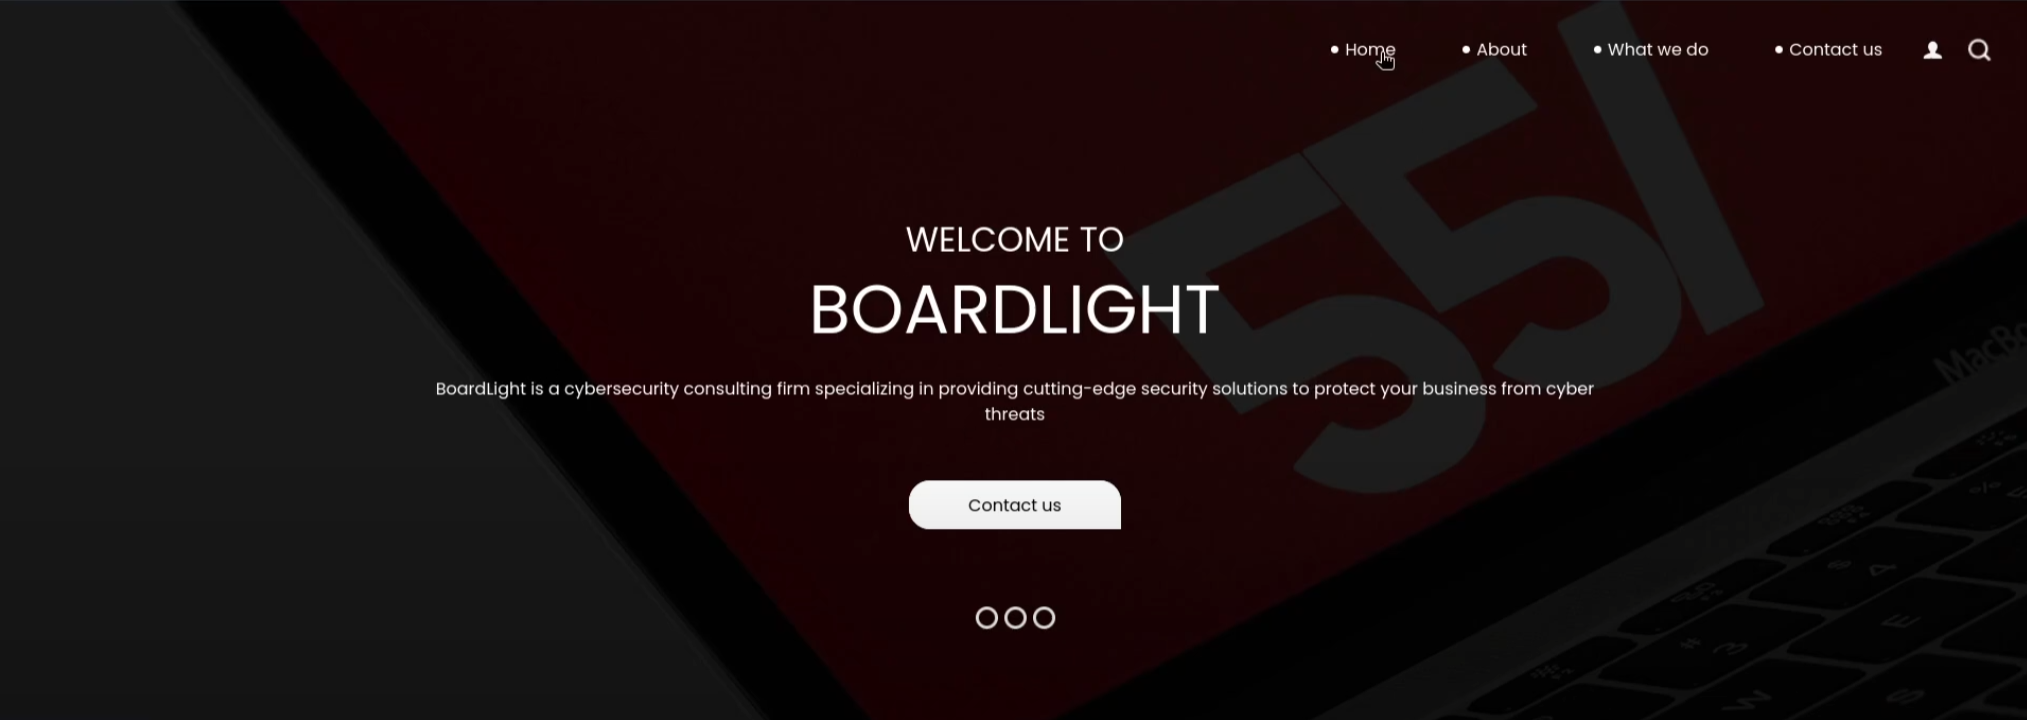 Home
About
What we do
Contact us
WELCOME TO
BOARDLIGHT
BoardLight is a cybersecurity consulting firm specializing in providing cutting-edge security solutions to protect your business from cyber
threats
Contact us
55/